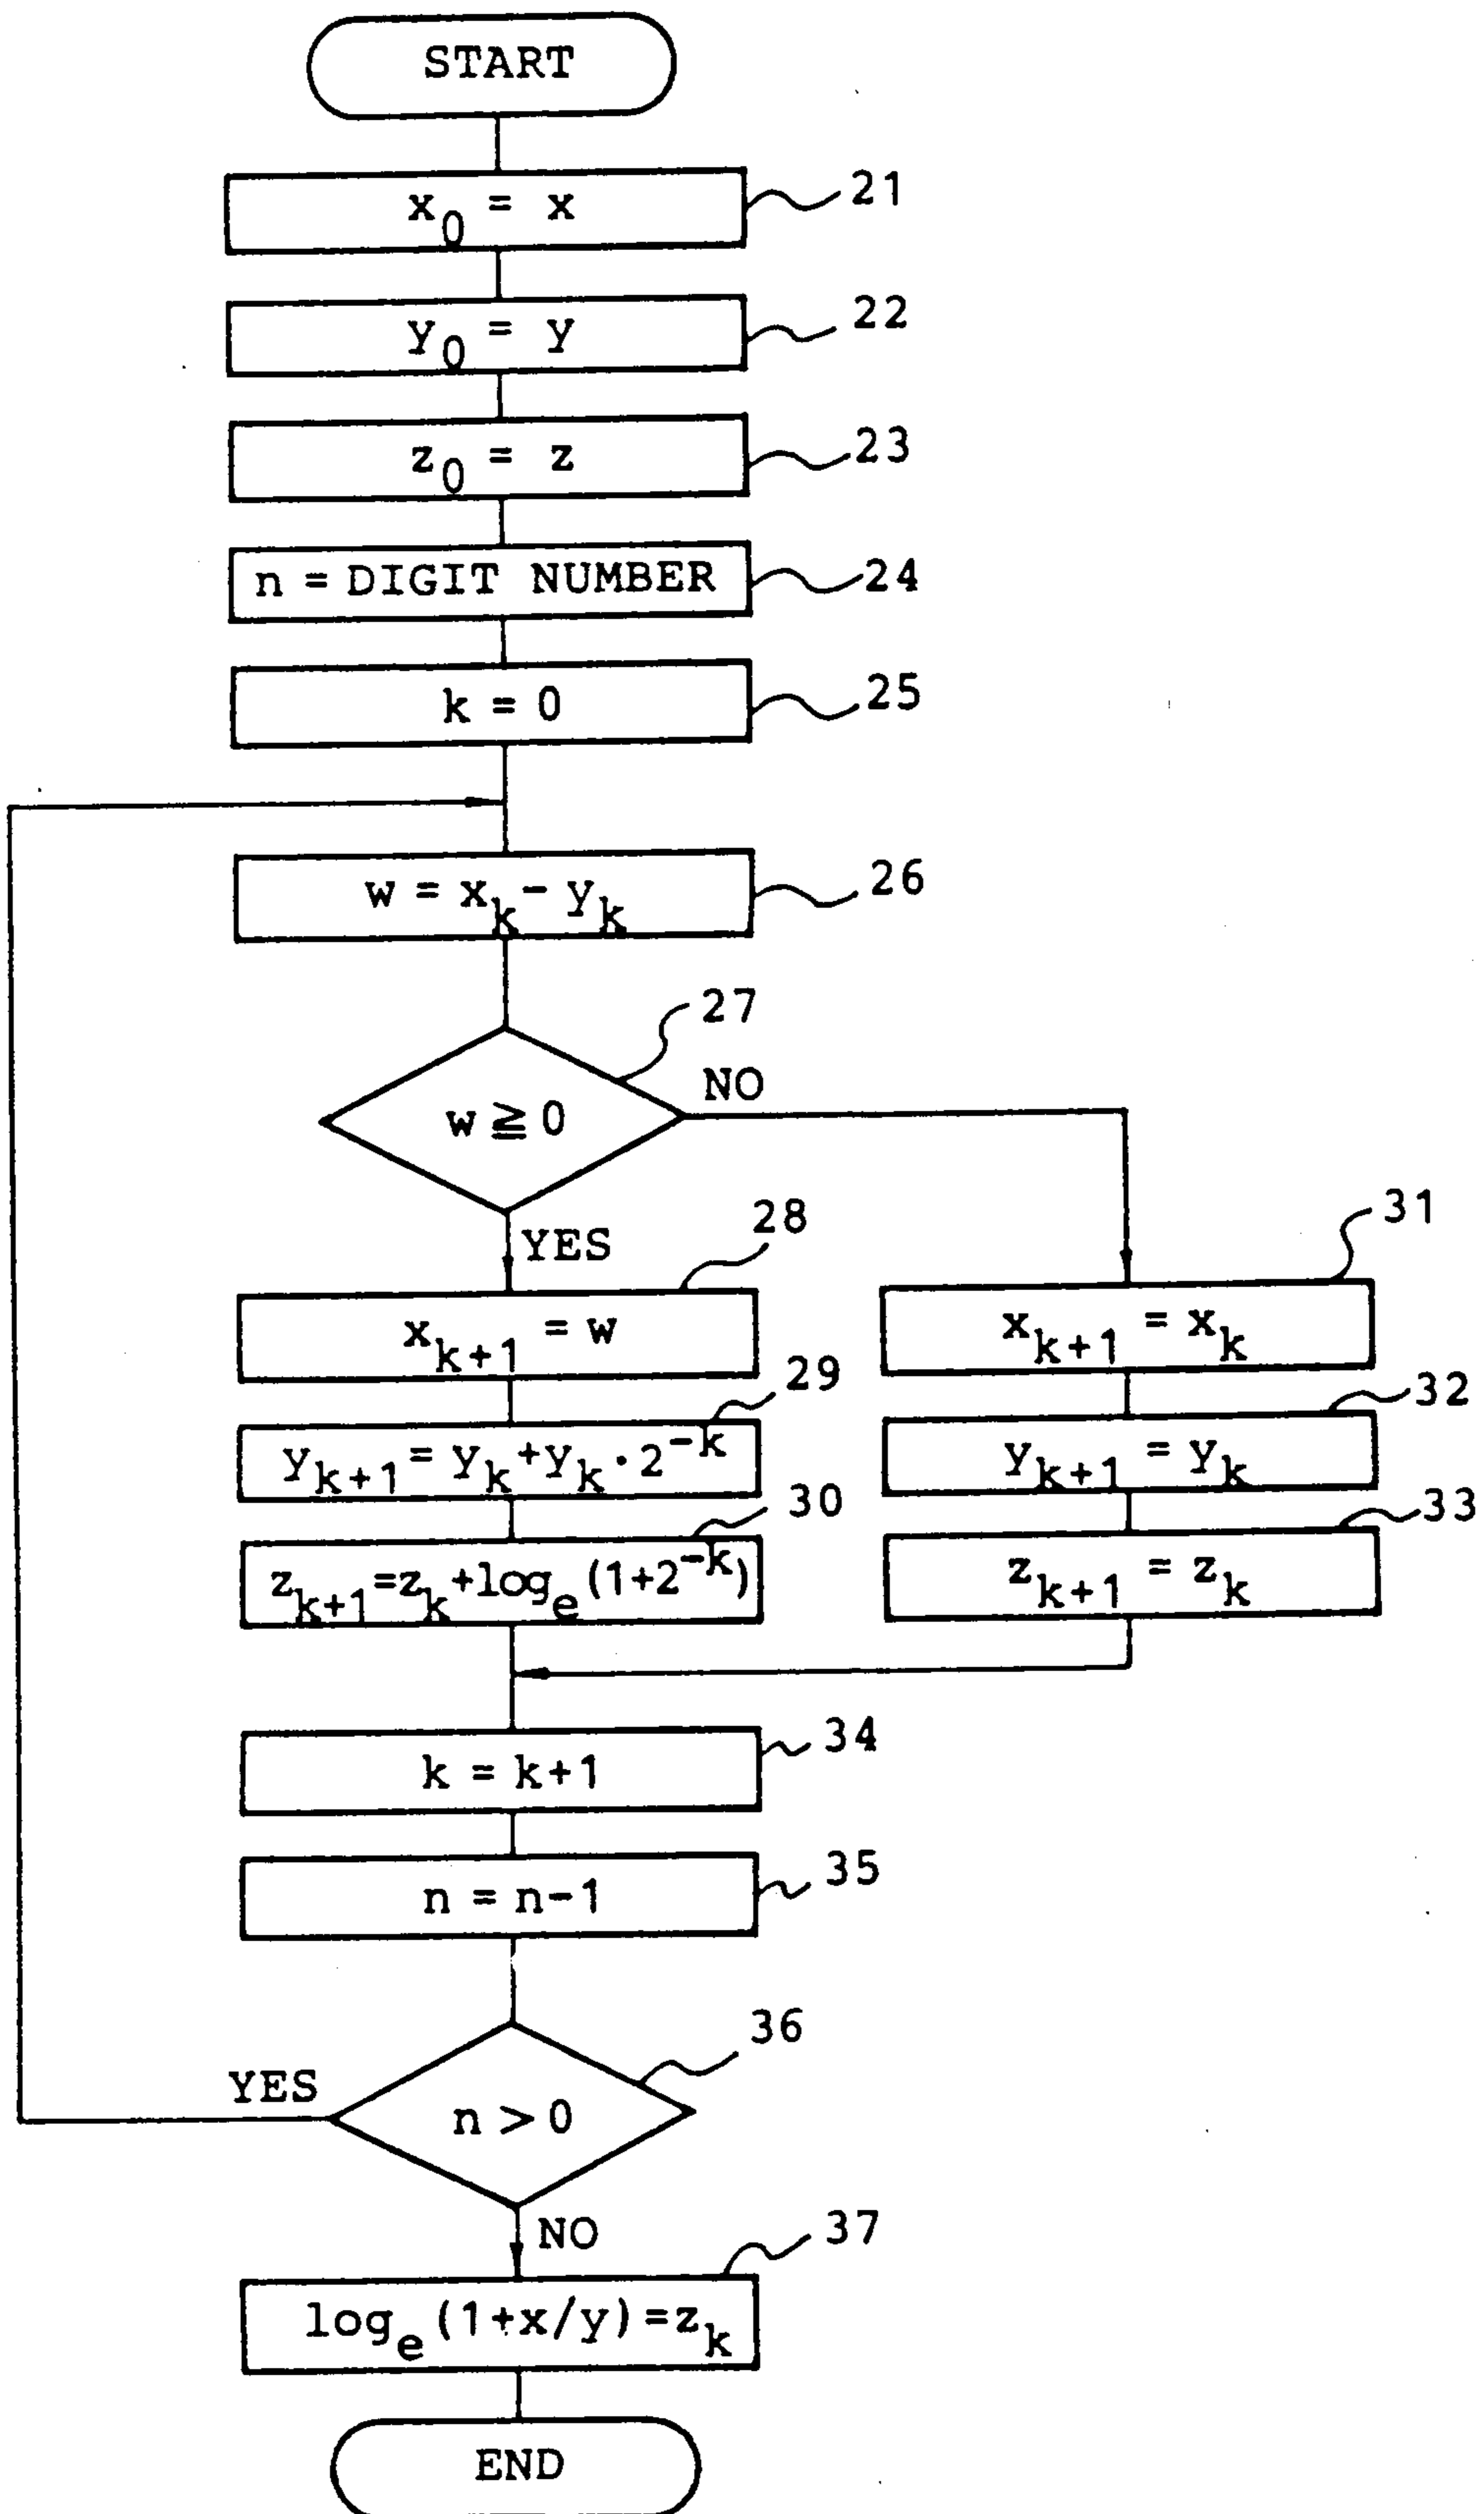 START
x₀ = x
21
y₀ = y
22
z₀ = z
23
n = DIGIT NUMBER
24
k = 0
25
w = xₖ - yₖ
26
27
w ≧ 0
NO
YES
28
xₖ₊₁ = w
31
xₖ₊₁ = xₖ
29
yₖ₊₁ = yₖ + yₖ · 2⁻ᵏ
32
yₖ₊₁ = yₖ
30
zₖ₊₁ = zₖ + logₑ (1+2⁻ᵏ)
33
zₖ₊₁ = zₖ
34
k = k+1
35
n = n-1
36
YES
n > 0
NO
37
logₑ (1+x/y) = zₖ
END